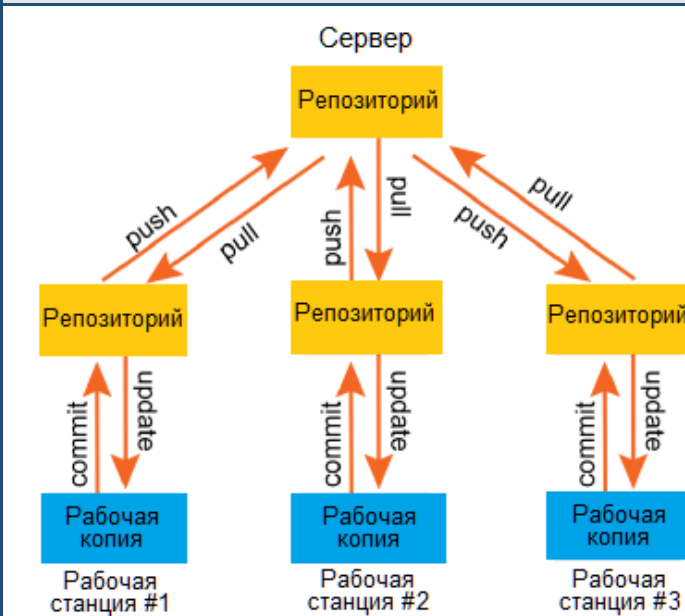 Сервер
Репозиторий
push
pull
push
pull
push
pull
Репозиторий
Репозиторий
Репозиторий
commit
update
commit
update
commit
update
Рабочая
копия
Рабочая
копия
Рабочая
копия
Рабочая
станция #1
Рабочая
станция #2
Рабочая
станция #3